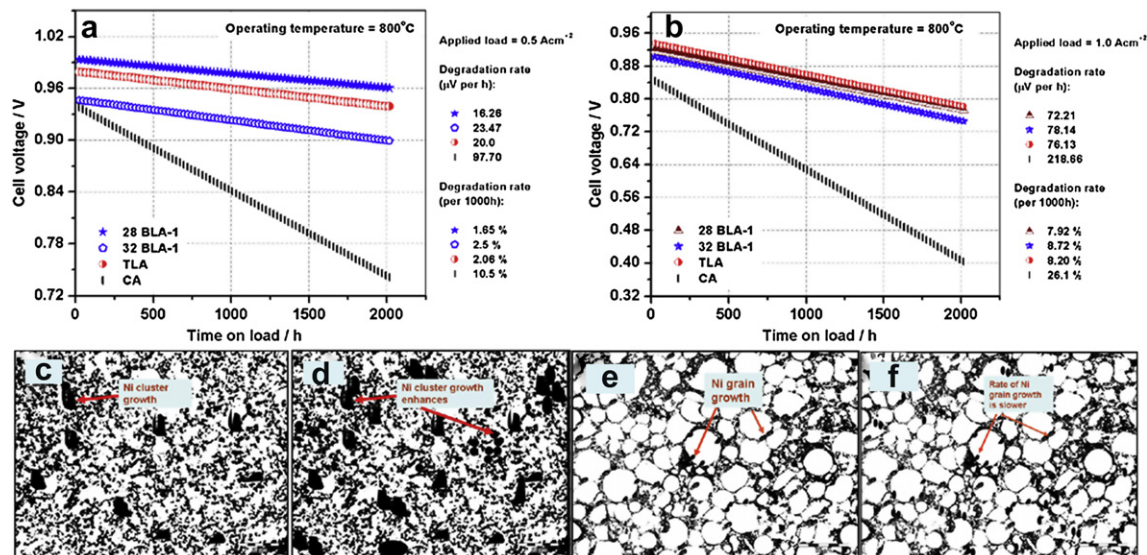 a
Operating temperature = 800°C
1.02
0.96
0.90
0.84
0.78
0.72
Cell voltage / V
28 BLA-1
32 BLA-1
TLA
CA
0
500
1000
1500
2000
Time on load / h
Applied load = 0.5 Acm⁻²
Degradation rate
(μV per h):
16.26
23.47
20.0
97.70
Degradation rate
(per 1000h):
1.65 %
2.5 %
2.06 %
10.5 %
b
Operating temperature = 800°C
0.96
0.88
0.80
0.72
0.64
0.56
0.48
0.40
0.32
Cell voltage / V
28 BLA-1
32 BLA-1
TLA
CA
0
500
1000
1500
2000
Time on load / h
Applied load = 1.0 Acm⁻²
Degradation rate
(μV per h):
72.21
78.14
76.13
218.66
Degradation rate
(per 1000h):
7.92 %
8.72 %
8.20 %
26.1 %
c
Ni cluster
growth
d
Ni cluster growth
enhances
e
Ni grain
growth
f
Rate of Ni
grain growth
is slower